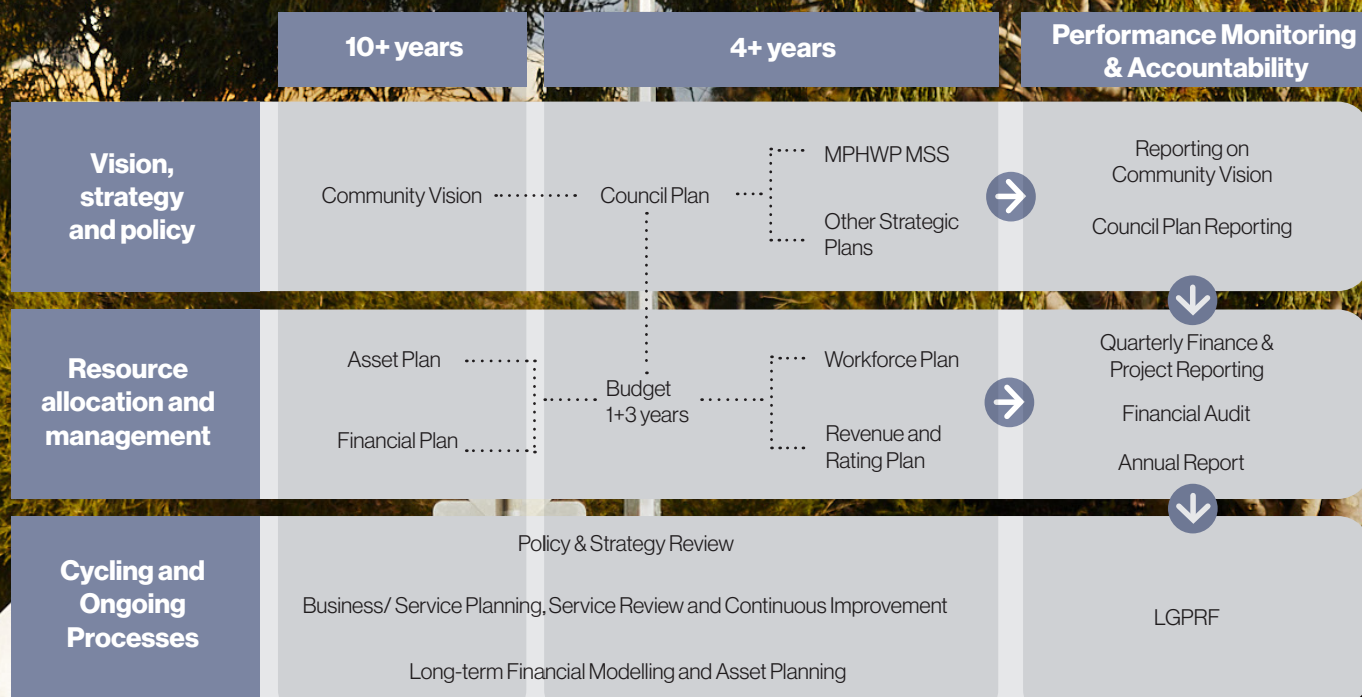 10+ years
4+ years
Performance Monitoring
& Accountability
Vision,
strategy
and policy
Community Vision
Council Plan
MPHWP MSS
Other Strategic
Plans
Reporting on
Community Vision
Council Plan Reporting
Resource
allocation and
management
Asset Plan
Financial Plan
Budget
1+3 years
Workforce Plan
Revenue and
Rating Plan
Quarterly Finance &
Project Reporting
Financial Audit
Annual Report
Cycling and
Ongoing
Processes
Policy & Strategy Review
Business/ Service Planning, Service Review and Continuous Improvement
Long-term Financial Modelling and Asset Planning
LGPRF